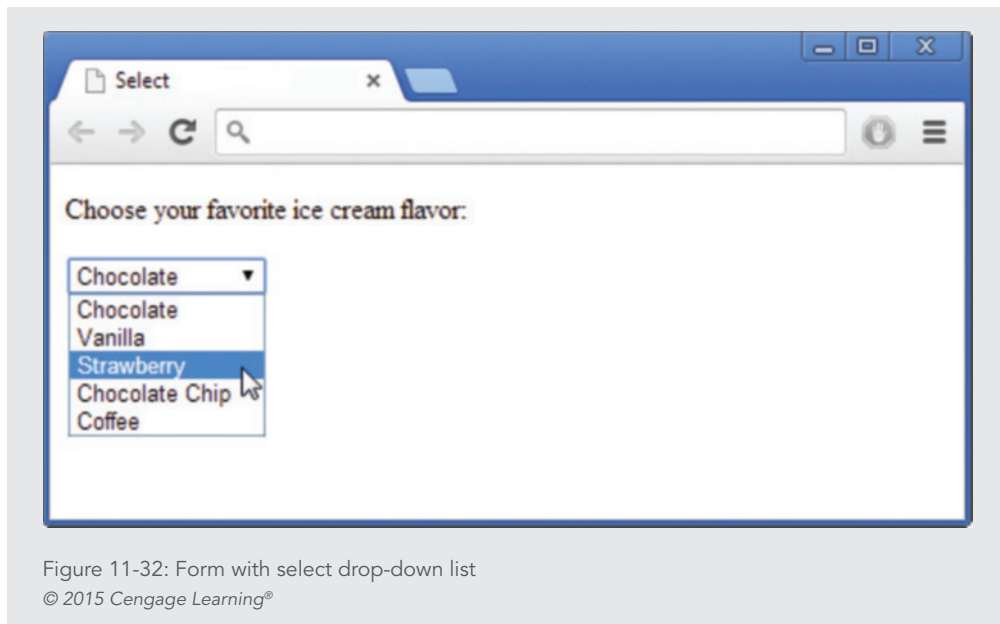 Select
Choose your favorite ice cream flavor:
Chocolate
Chocolate
Vanilla
Strawberry
Chocolate Chip
Coffee
Figure 11-32: Form with select drop-down list
© 2015 Cengage Learning®